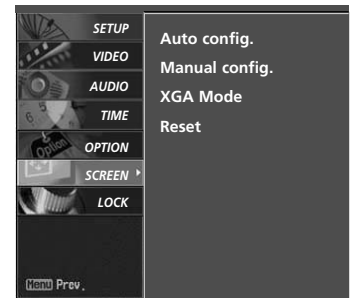 SETUP
VIDEO
AUDIO
TIME
OPTION
SCREEN
LOCK
Menu Prev.
Auto config.
Manual config.
XGA Mode
Reset